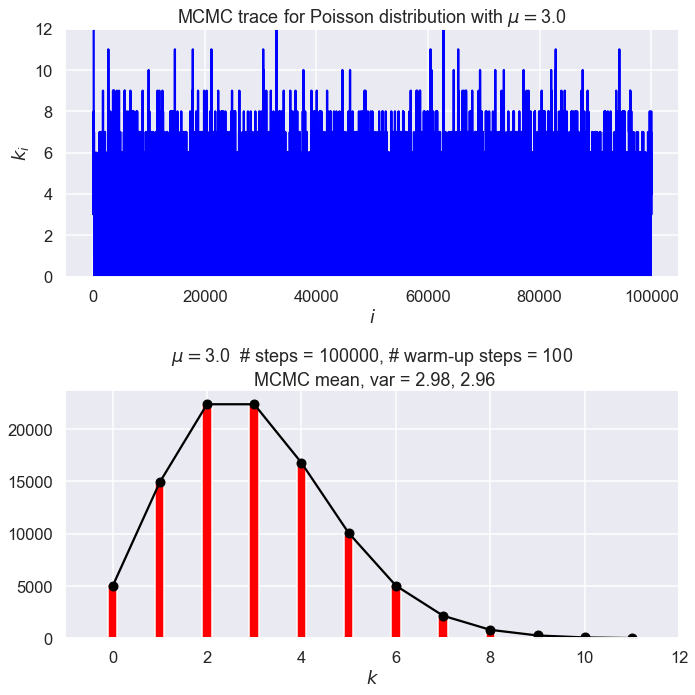 MCMC trace for Poisson distribution with μ = 3.0
12
10
8
6
4
2
0
k_i
0 20000 40000 60000 80000 100000
i
μ = 3.0 # steps = 100000, # warm-up steps = 100
MCMC mean, var = 2.98, 2.96
20000
15000
10000
5000
0
0 2 4 6 8 10 12
k